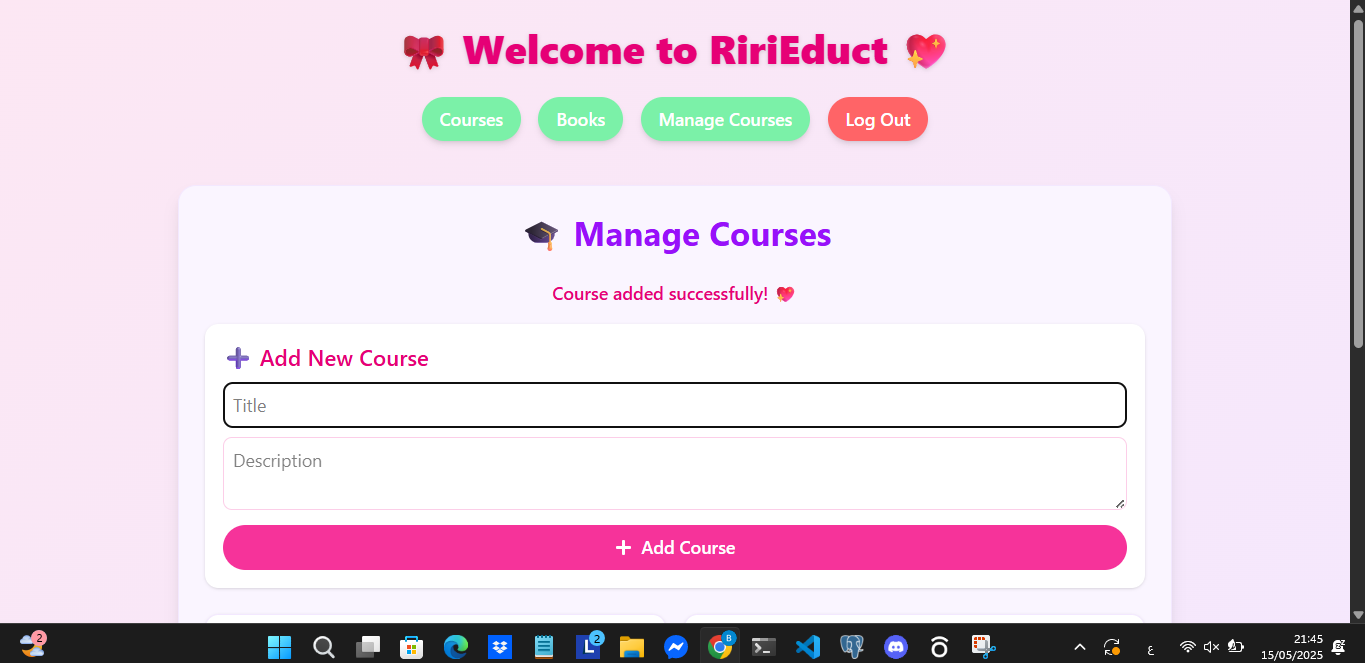 🎀 Welcome to RiriEduct 💖
Courses Books Manage Courses Log Out
🎓 Manage Courses
Course added successfully! 💖
➕ Add New Course
Title
Description
➕ Add Course
2
L 2
B
ع
21:45
15/05/2025